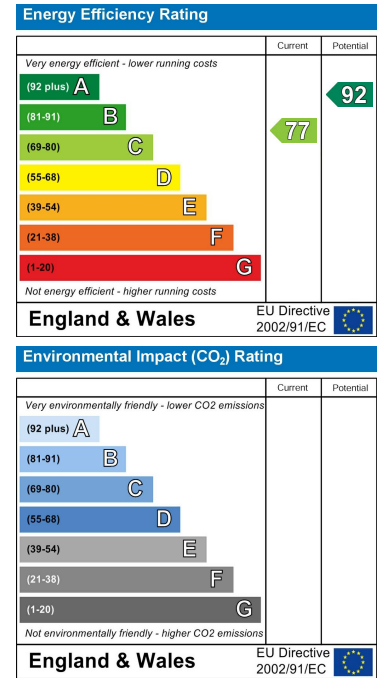 Energy Efficiency Rating
Current Potential
Very energy efficient - lower running costs
(92 plus) A
92
(81-91) B
77
(69-80) C
(55-68) D
(39-54) E
(21-38) F
(1-20) G
Not energy efficient - higher running costs
England & Wales
EU Directive
2002/91/EC
Environmental Impact (CO₂) Rating
Current Potential
Very environmentally friendly - lower CO2 emissions
(92 plus) A
(81-91) B
(69-80) C
(55-68) D
(39-54) E
(21-38) F
(1-20) G
Not environmentally friendly - higher CO2 emissions
England & Wales
EU Directive
2002/91/EC